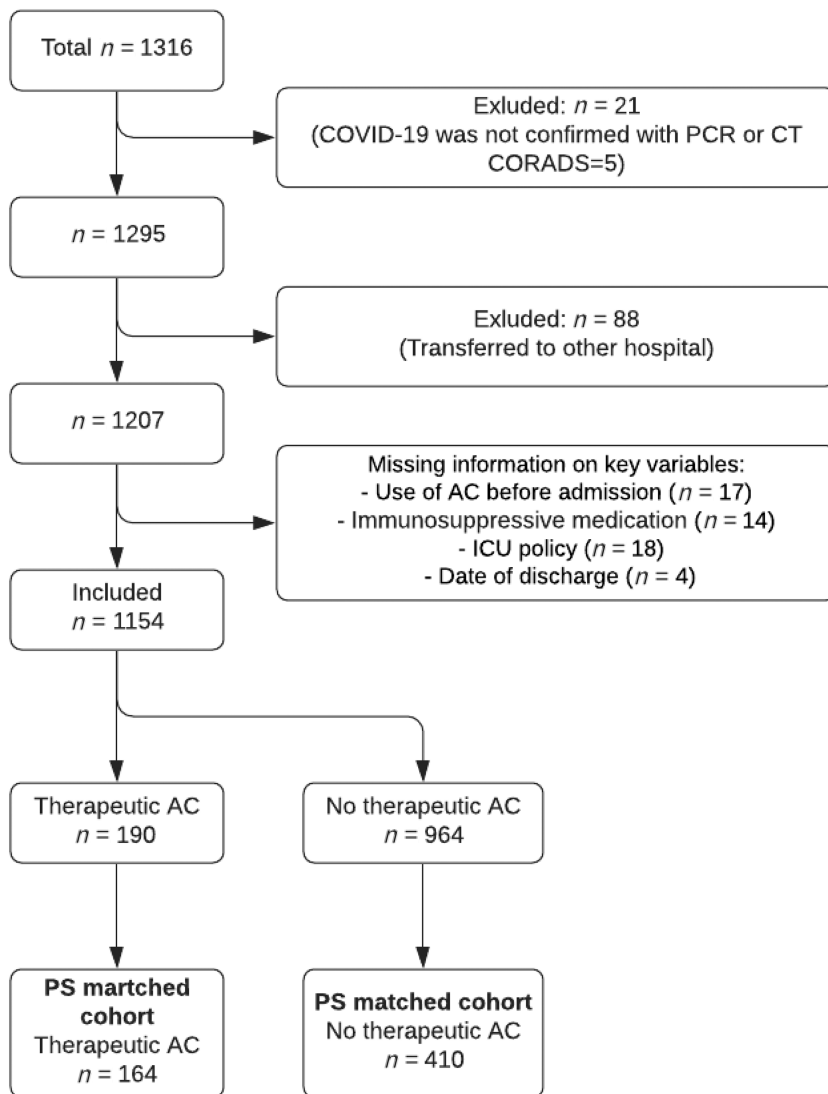 Total n = 1316
Exluded: n = 21
(COVID-19 was not confirmed with PCR or CT
CORADS=5)
n = 1295
Exluded: n = 88
(Transferred to other hospital)
n = 1207
Missing information on key variables:
- Use of AC before admission (n = 17)
- Immunosuppressive medication (n = 14)
- ICU policy (n = 18)
- Date of discharge (n = 4)
Included
n = 1154
Therapeutic AC
n = 190
No therapeutic AC
n = 964
PS martched
cohort
Therapeutic AC
n = 164
PS matched cohort
No therapeutic AC
n = 410